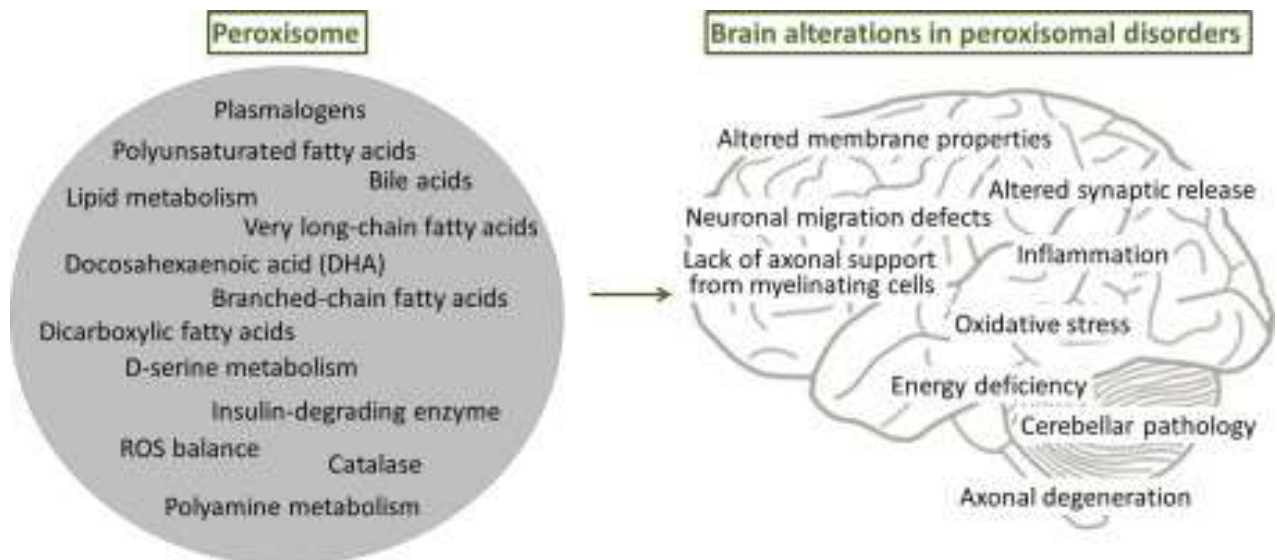 Peroxisome
Plasmalogens
Polyunsaturated fatty acids
Bile acids
Lipid metabolism
Very long-chain fatty acids
Docosahexaenoic acid (DHA)
Branched-chain fatty acids
Dicarboxylic fatty acids
D-serine metabolism
Insulin-degrading enzyme
ROS balance
Catalase
Polyamine metabolism
Brain alterations in peroxisomal disorders
Altered membrane properties
Altered synaptic release
Neuronal migration defects
Inflammation
Lack of axonal support
from myelinating cells
Oxidative stress
Energy deficiency
Cerebellar pathology
Axonal degeneration